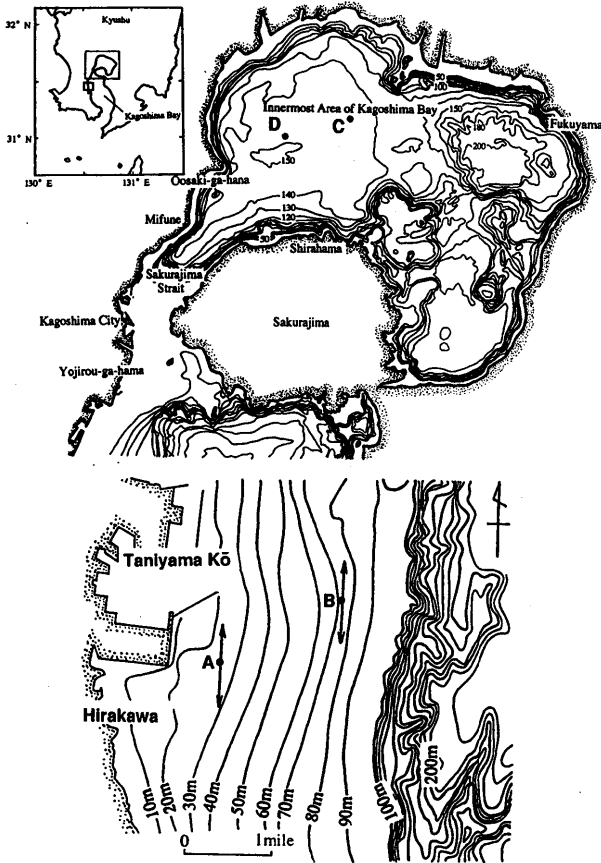 32° N
Kyushu
Kagoshima Bay
31° N
130° E
131° E
50
100
Innermost Area of Kagoshima Bay
150
180
200
Fukuyama
D
C
150
Oosaki-ga-hana
140
130
120
Mifune
50
Shirahama
Sakurajima
Strait
Kagoshima City
Sakurajima
Yojirou-ga-hama
Taniyama Kō
B
A
Hirakawa
10m
20m
30m
40m
50m
60m
70m
80m
90m
100m
200m
0
1mile